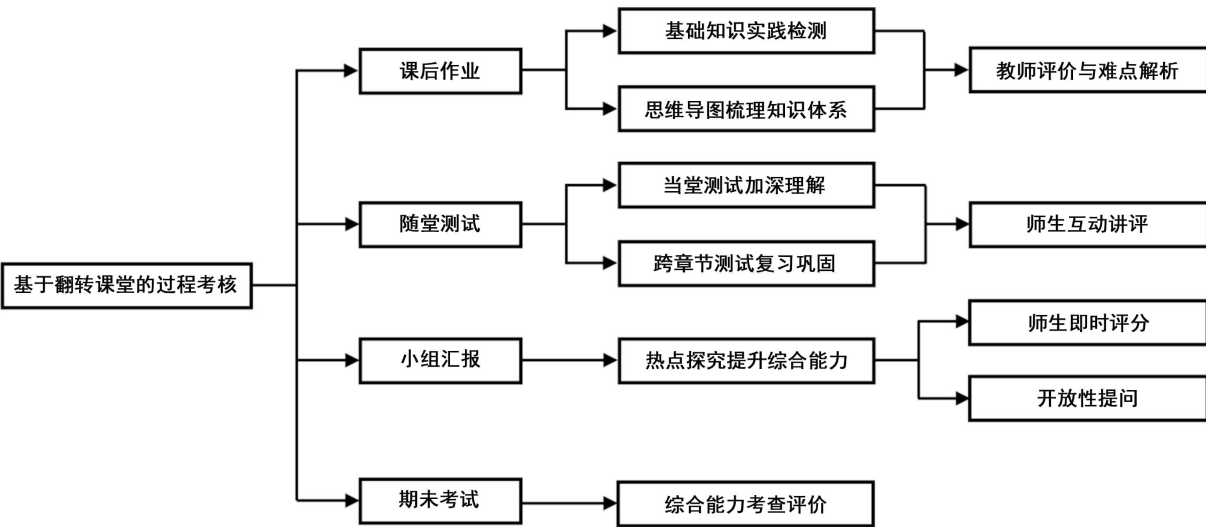 基于翻转课堂的过程考核
课后作业
基础知识实践检测
思维导图梳理知识体系
教师评价与难点解析
随堂测试
当堂测试加深理解
跨章节测试复习巩固
师生互动讲评
小组汇报
热点探究提升综合能力
师生即时评分
开放性提问
期未考试
综合能力考查评价